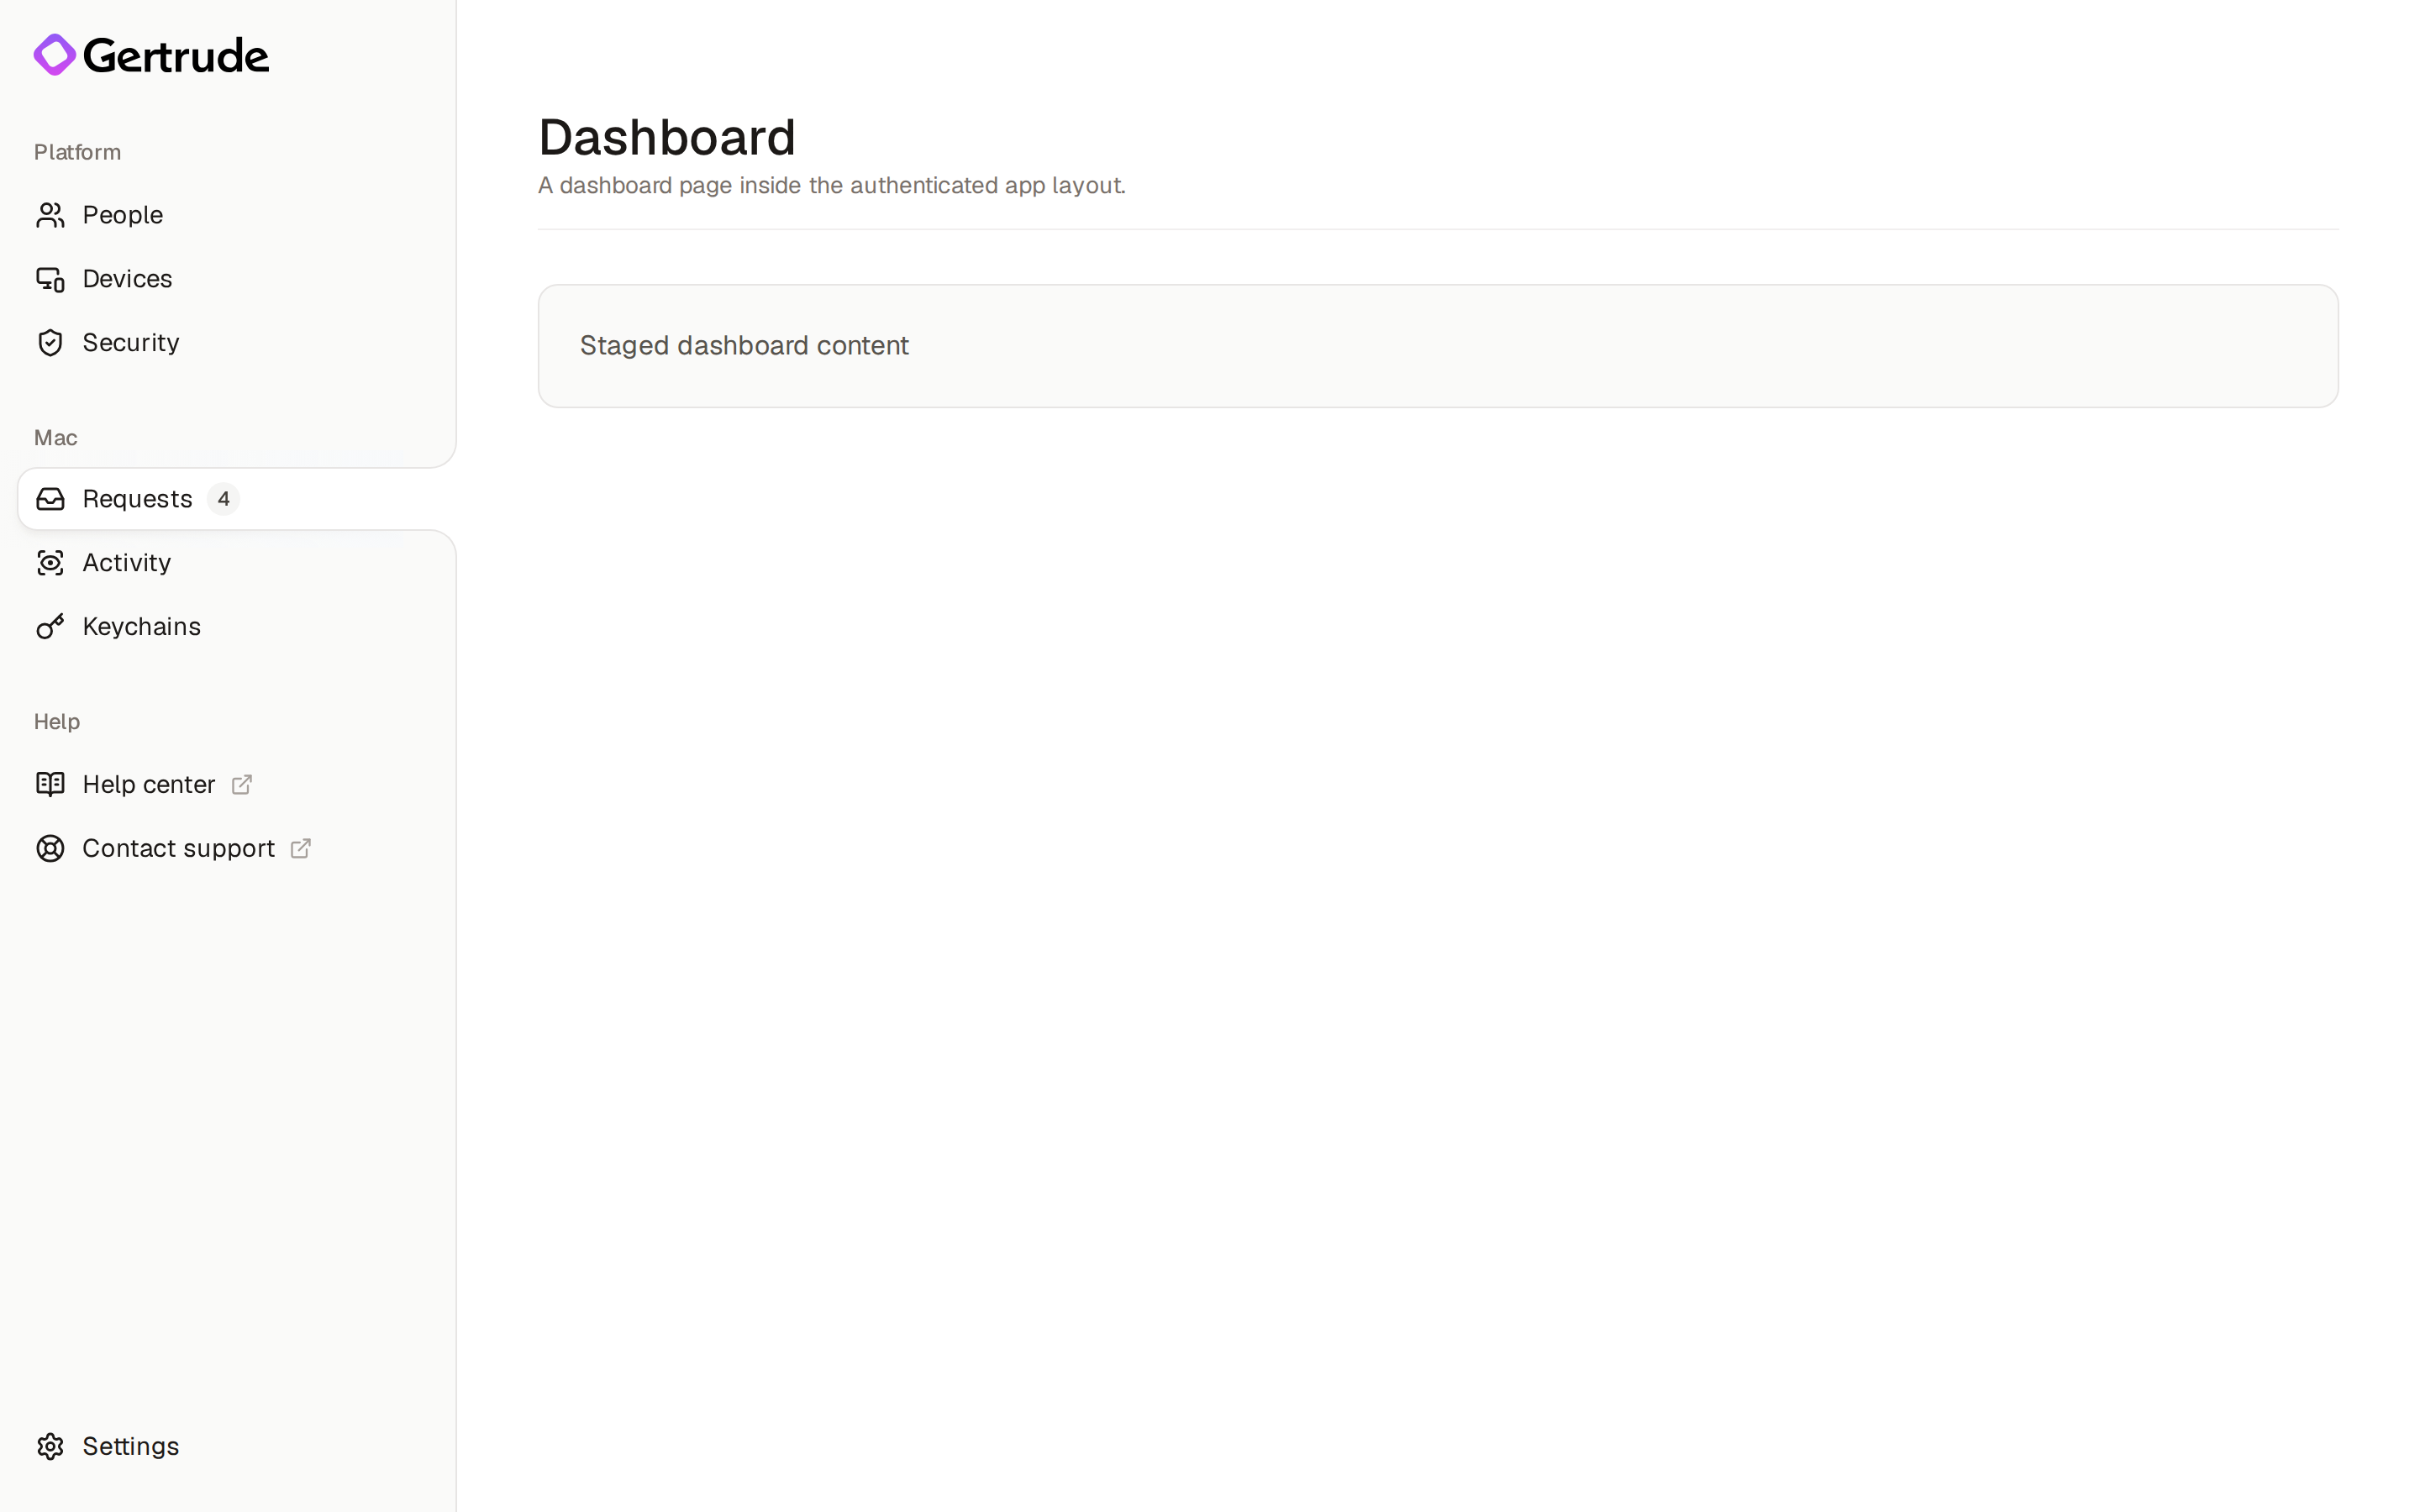 Gertrude
Platform
People
Devices
Security
Mac
Requests 4
Activity
Keychains
Help
Help center
Contact support
Settings
Dashboard
A dashboard page inside the authenticated app layout.
Staged dashboard content